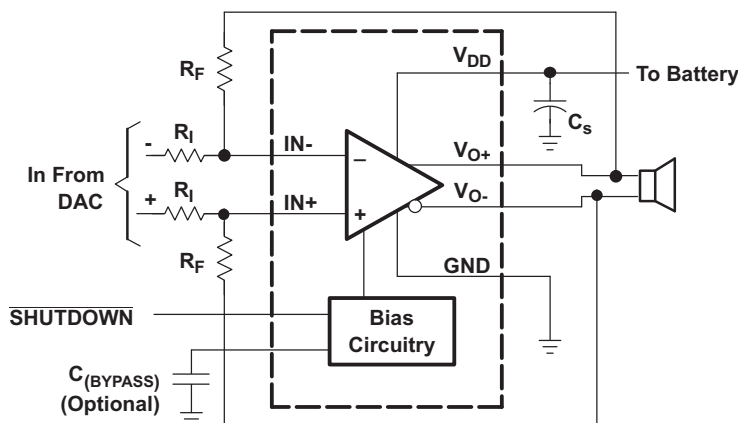 V_DD
To Battery
R_F
C_s
-
R_I
IN-
–
V_O+
In From
DAC
+
R_I
IN+
+
V_O-
R_F
GND
SHUTDOWN
Bias
Circuitry
C_(BYPASS)
(Optional)